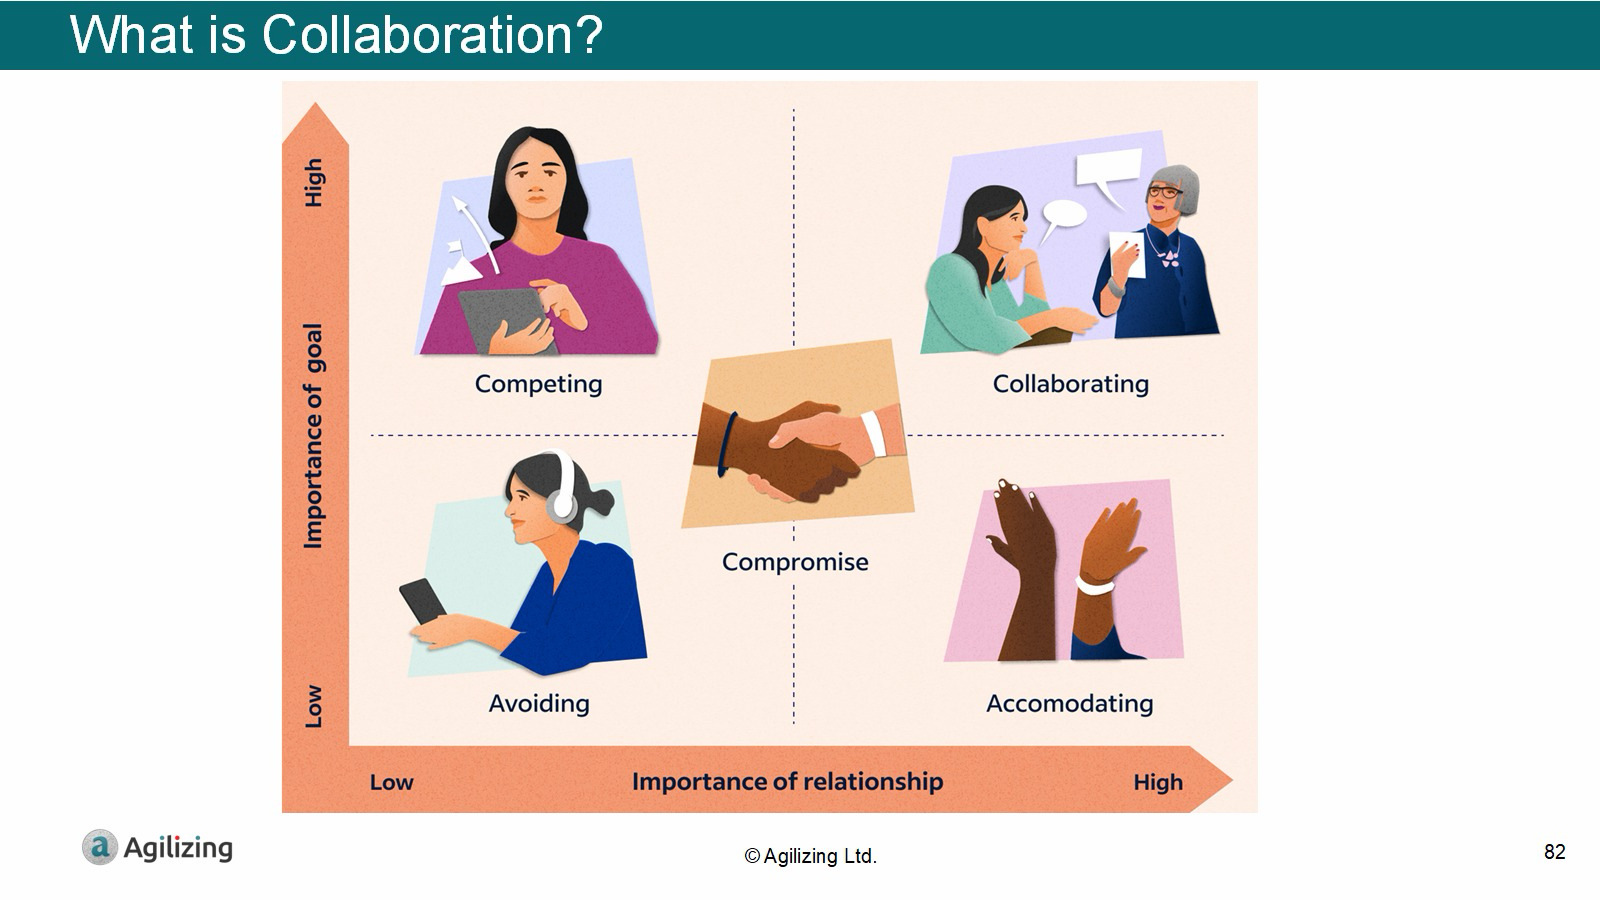 What is Collaboration?
High
Importance of goal
Low
Competing
Collaborating
Compromise
Avoiding
Accomodating
Low
Importance of relationship
High
a Agilizing
© Agilizing Ltd.
82